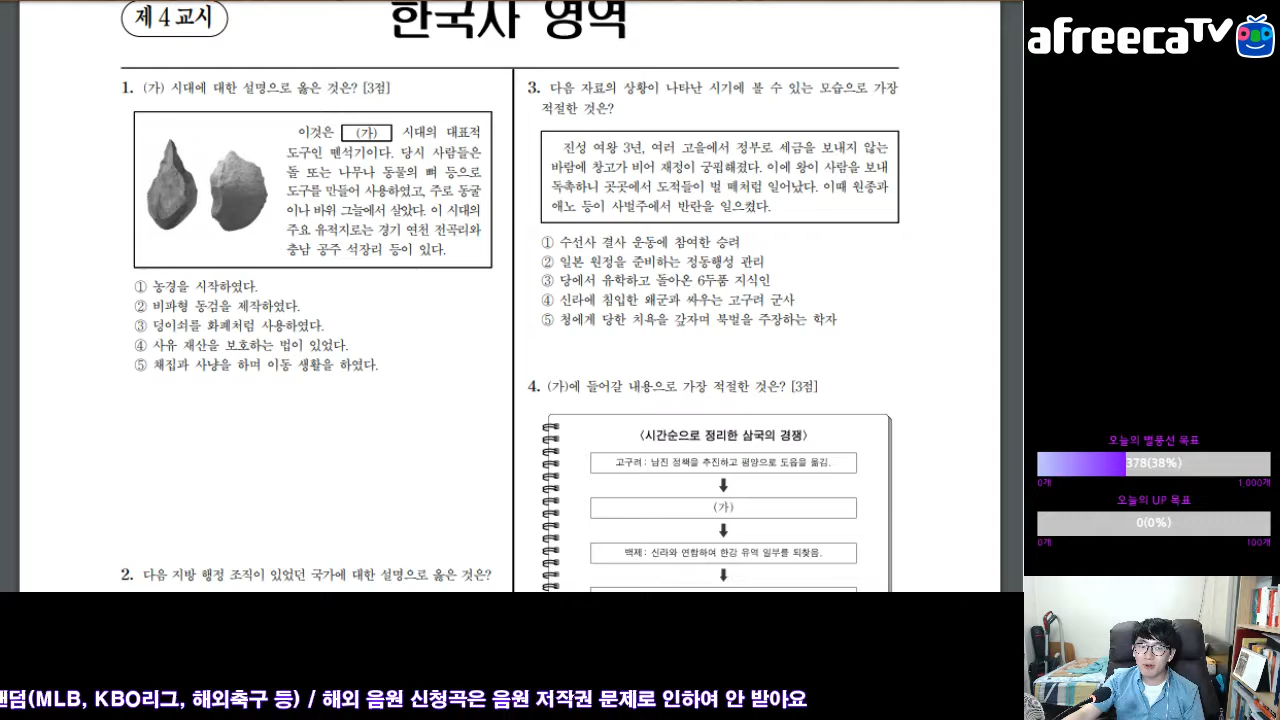 제 4 교시
한국사 영역
1. (가) 시대에 대한 설명으로 옳은 것은? [3점]
이것은 (가) 시대의 대표적
도구인 뗀석기이다. 당시 사람들은
돌 또는 나무나 동물의 뼈 등으로
도구를 만들어 사용하였고, 주로 동굴
이나 바위 그늘에서 살았다. 이 시대의
주요 유적지로는 경기 연천 전곡리와
충남 공주 석장리 등이 있다.
① 농경을 시작하였다.
② 비파형 동검을 제작하였다.
③ 덩이쇠를 화폐처럼 사용하였다.
④ 사유 재산을 보호하는 법이 있었다.
⑤ 채집과 사냥을 하며 이동 생활을 하였다.
2. 다음 지방 행정 조직이 있었던 국가에 대한 설명으로 옳은 것은?
3. 다음 자료의 상황이 나타난 시기에 볼 수 있는 모습으로 가장
적절한 것은?
진성 여왕 3년, 여러 고을에서 정부로 세금을 보내지 않는
바람에 창고가 비어 재정이 궁핍해졌다. 이에 왕이 사람을 보내
독촉하니 곳곳에서 도적들이 벌 떼처럼 일어났다. 이때 원종과
애노 등이 사벌주에서 반란을 일으켰다.
① 수선사 결사 운동에 참여한 승려
② 일본 원정을 준비하는 정동행성 관리
③ 당에서 유학하고 돌아온 6두품 지식인
④ 신라에 침입한 왜군과 싸우는 고구려 군사
⑤ 청에게 당한 치욕을 갚자며 북벌을 주장하는 학자
4. (가)에 들어갈 내용으로 가장 적절한 것은? [3점]
〈시간순으로 정리한 삼국의 경쟁〉
고구려 : 남진 정책을 추진하고 평양으로 도읍을 옮김.
(가)
백제 : 신라와 연합하여 한강 유역 일부를 되찾음.
afreecaTV
오늘의 별풍선 목표
378(38%)
0개 1,000개
오늘의 UP 목표
0(0%)
0개 100개
랜덤(MLB, KBO리그, 해외축구 등) / 해외 음원 신청곡은 음원 저작권 문제로 인하여 안 받아요